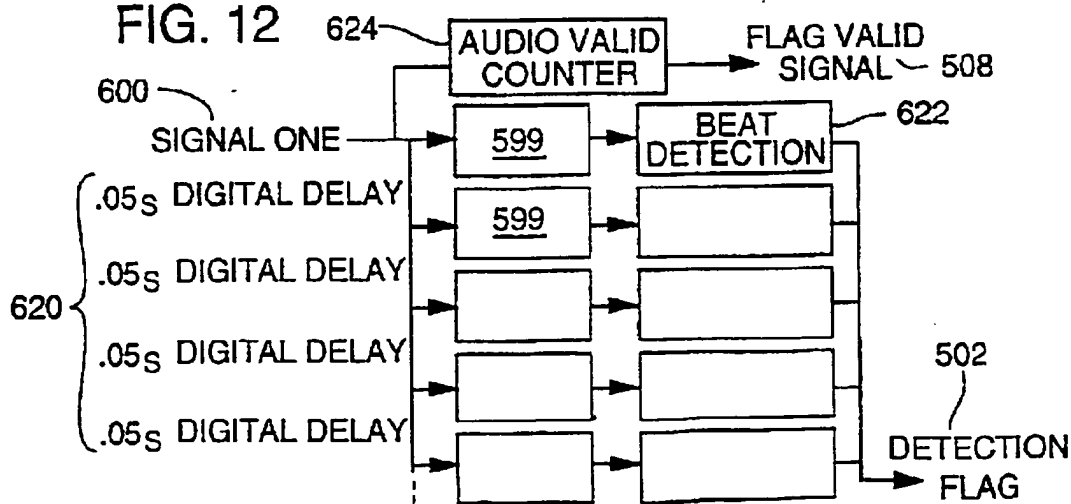 FIG. 12
624
AUDIO VALID
COUNTER
FLAG VALID
SIGNAL
508
600
SIGNAL ONE
599
BEAT
DETECTION
622
.05s DIGITAL DELAY
599
.05s DIGITAL DELAY
620
.05s DIGITAL DELAY
.05s DIGITAL DELAY
502
DETECTION
FLAG